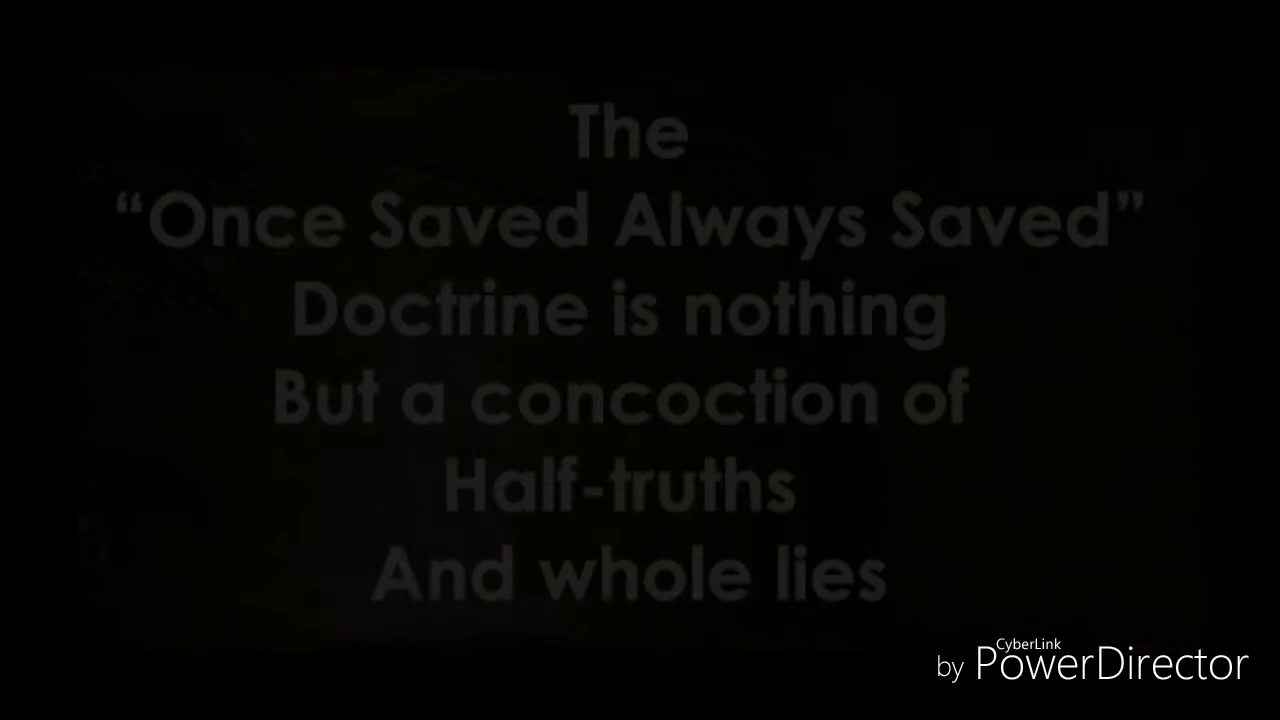 The
“Once Saved Always Saved”
Doctrine is nothing
But a concoction of
Half-truths
And whole lies
CyberLink
by PowerDirector